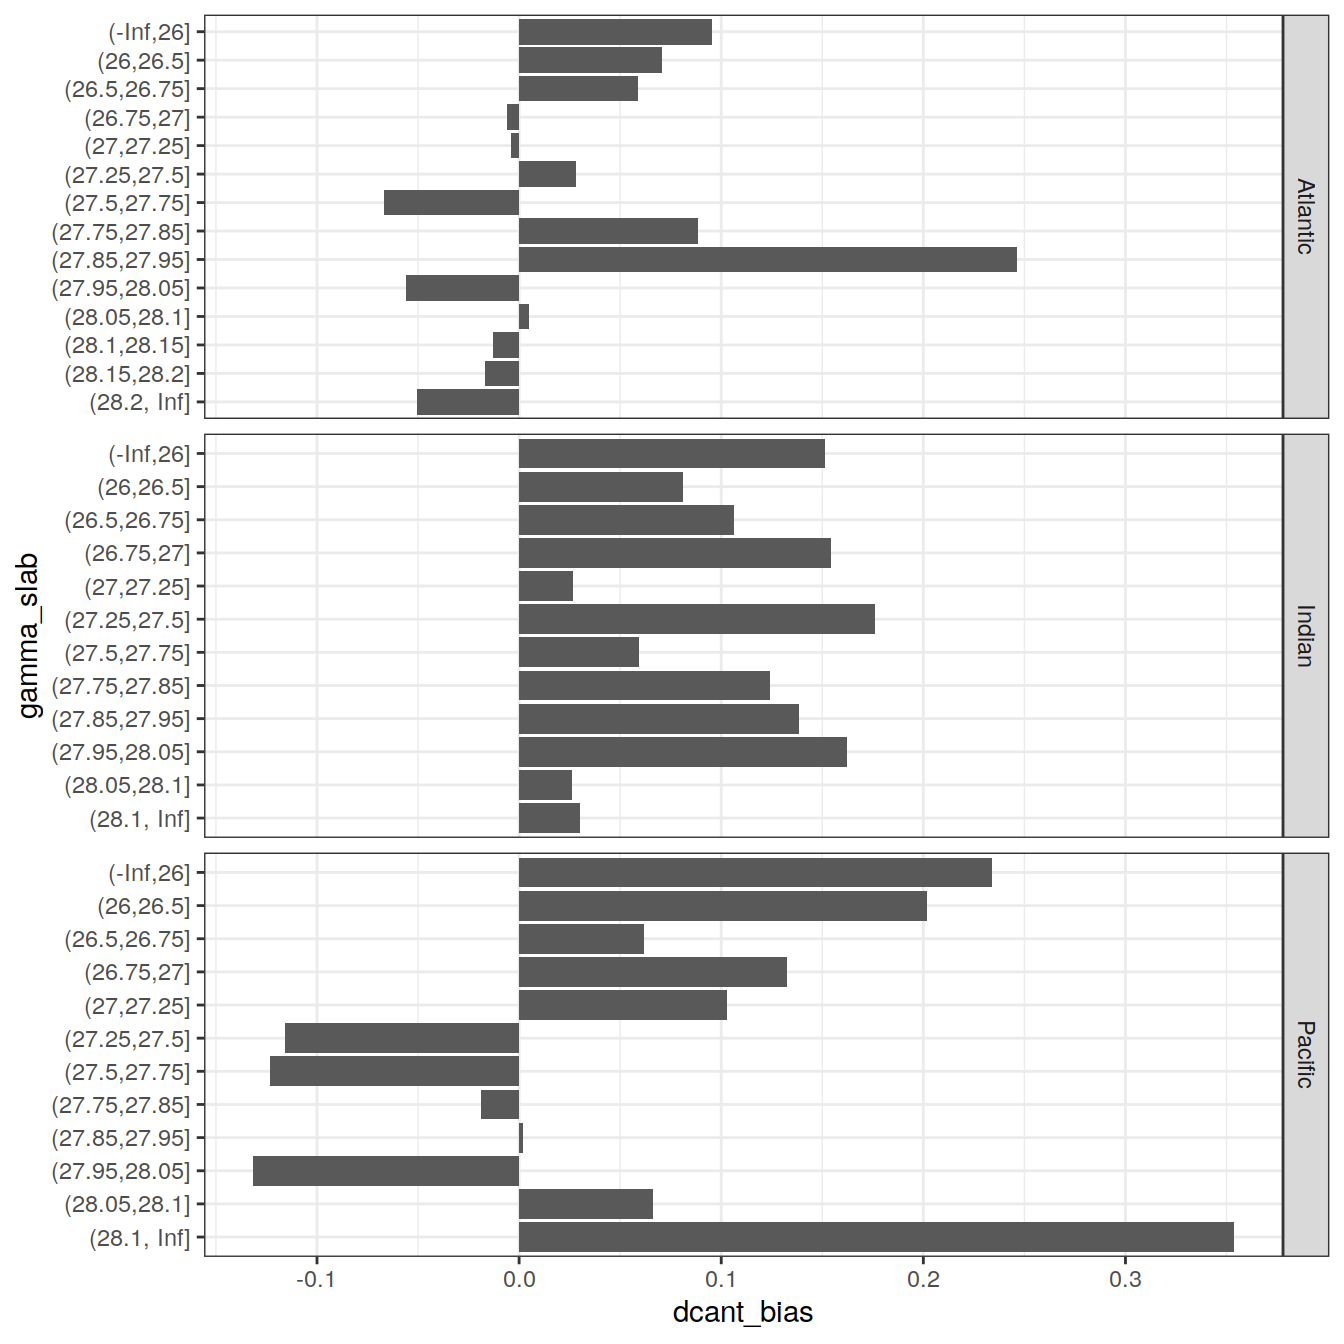 (-Inf,26]
(26,26.5]
(26.5,26.75]
(26.75,27]
(27,27.25]
(27.25,27.5]
(27.5,27.75]
(27.75,27.85]
(27.85,27.95]
(27.95,28.05]
(28.05,28.1]
(28.1,28.15]
(28.15,28.2]
(28.2, Inf]
Atlantic
(-Inf,26]
(26,26.5]
(26.5,26.75]
(26.75,27]
(27,27.25]
(27.25,27.5]
(27.5,27.75]
(27.75,27.85]
(27.85,27.95]
(27.95,28.05]
(28.05,28.1]
(28.1, Inf]
Indian
(-Inf,26]
(26,26.5]
(26.5,26.75]
(26.75,27]
(27,27.25]
(27.25,27.5]
(27.5,27.75]
(27.75,27.85]
(27.85,27.95]
(27.95,28.05]
(28.05,28.1]
(28.1, Inf]
Pacific
gamma_slab
-0.1 0.0 0.1 0.2 0.3
dcant_bias